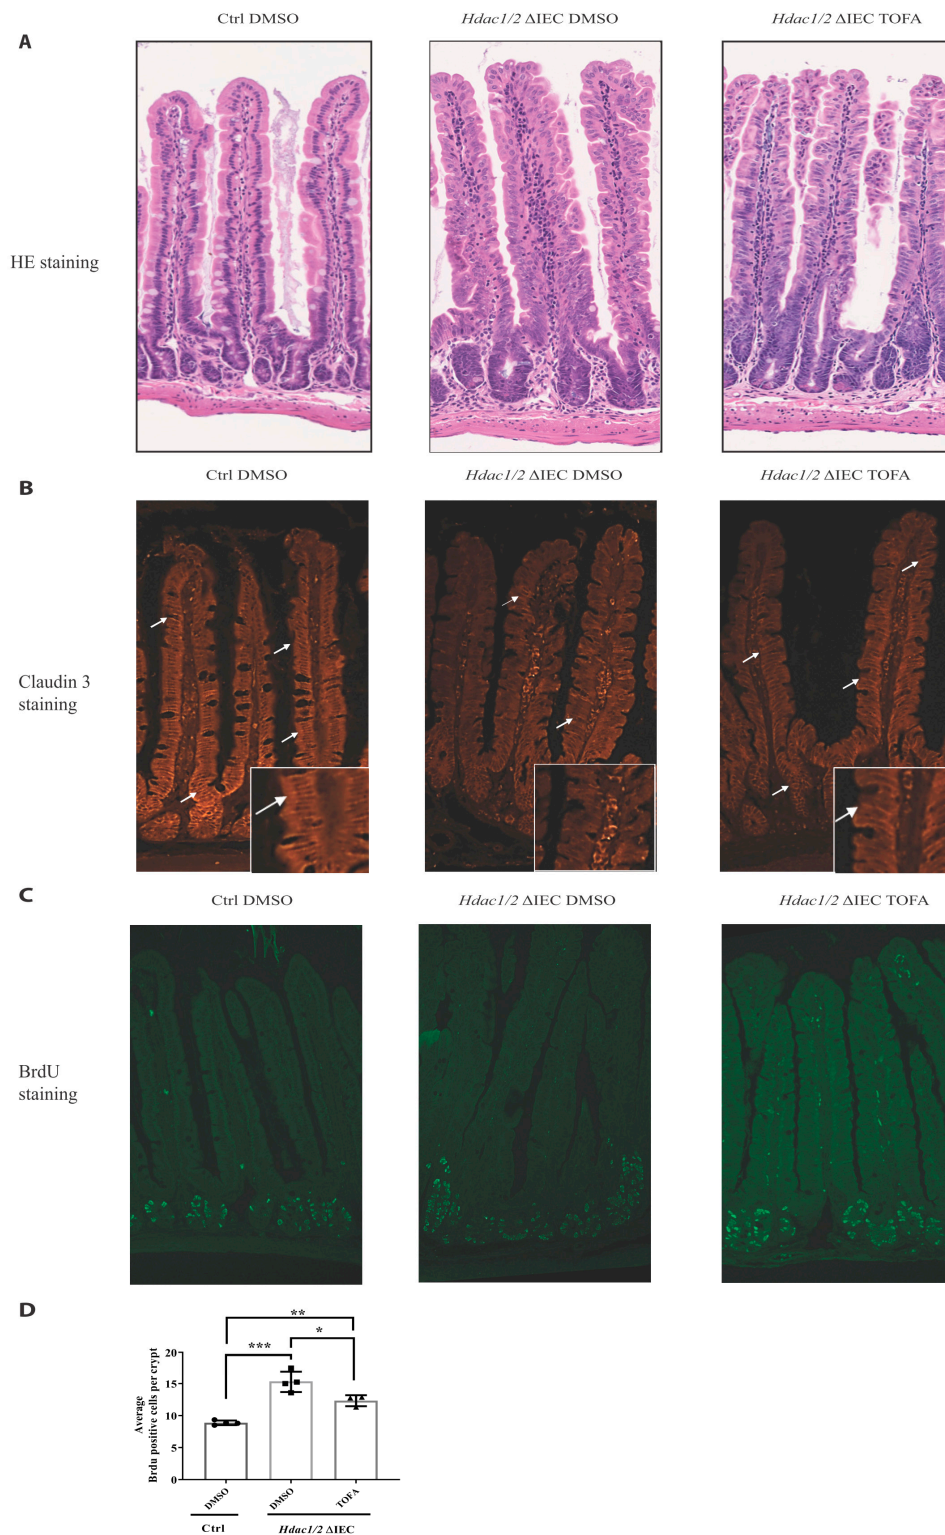 Ctrl DMSO
Hdac1/2 ΔIEC DMSO
Hdac1/2 ΔIEC TOFA
A
HE staining
Ctrl DMSO
Hdac1/2 ΔIEC DMSO
Hdac1/2 ΔIEC TOFA
B
Claudin 3
staining
C
Ctrl DMSO
Hdac1/2 ΔIEC DMSO
Hdac1/2 ΔIEC TOFA
BrdU
staining
D
**
*
***
Average
Brdu positive cells per crypt
20
15
10
5
0
DMSO
DMSO
TOFA
Ctrl
Hdac1/2 ΔIEC